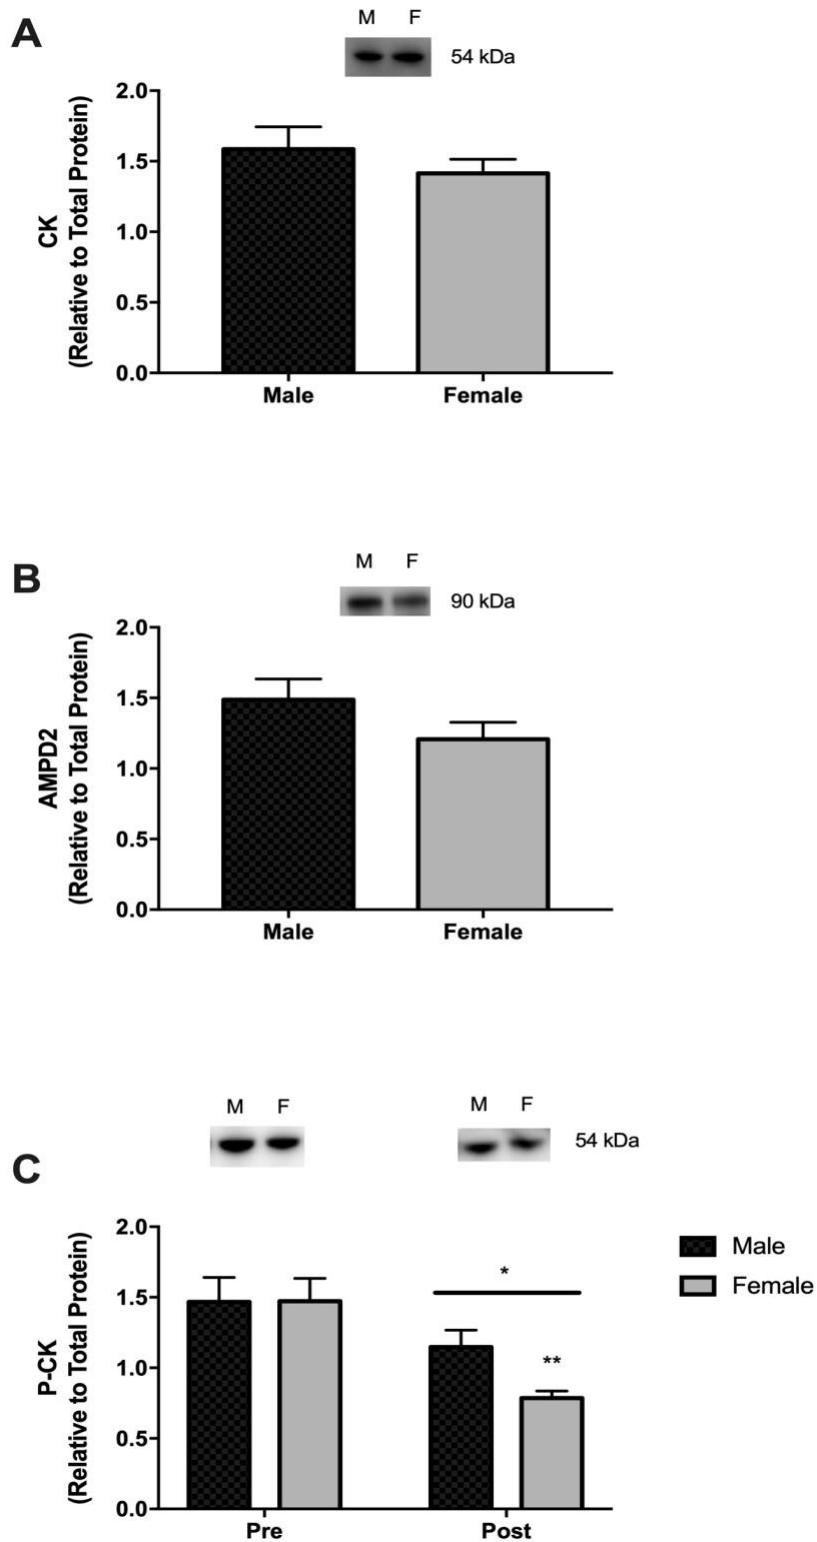 A
M F
54 kDa
CK
(Relative to Total Protein)
2.0
1.5
1.0
0.5
0.0
Male Female
B
M F
90 kDa
AMPD2
(Relative to Total Protein)
2.0
1.5
1.0
0.5
0.0
Male Female
M F
M F
54 kDa
C
P-CK
(Relative to Total Protein)
2.0
1.5
1.0
0.5
0.0
*
**
Pre Post
Male
Female